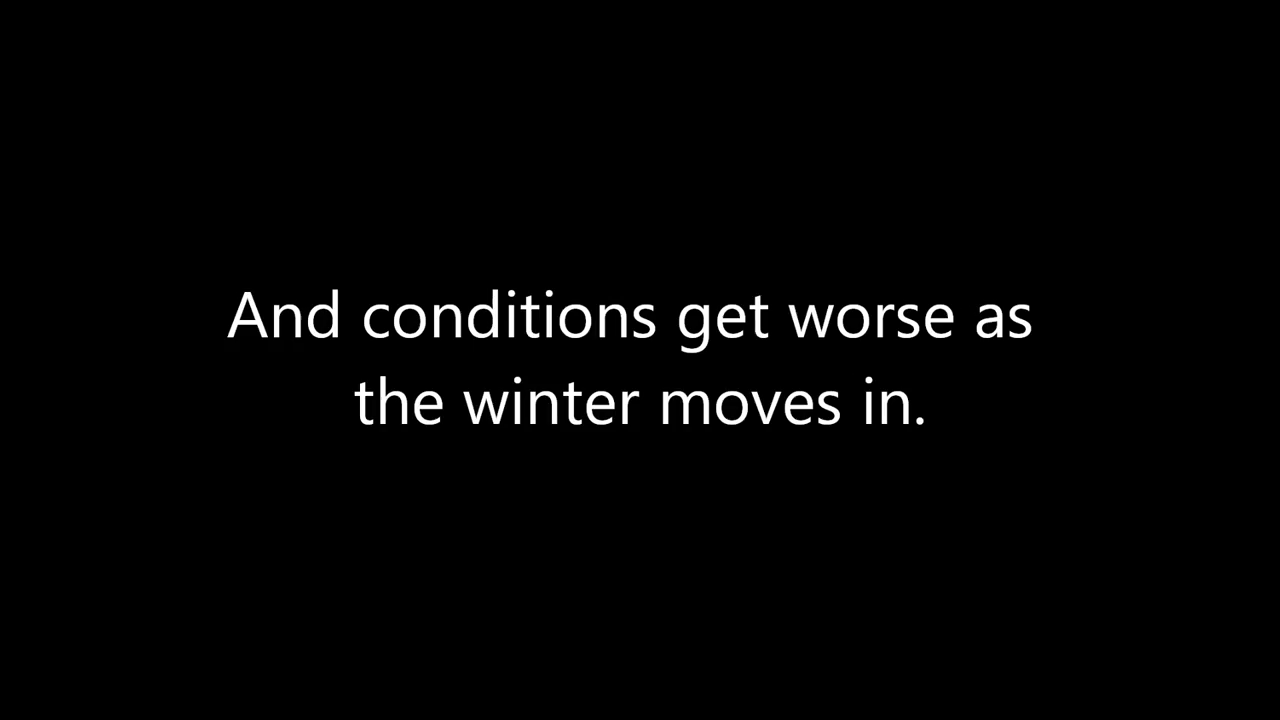 And conditions get worse as
the winter moves in.